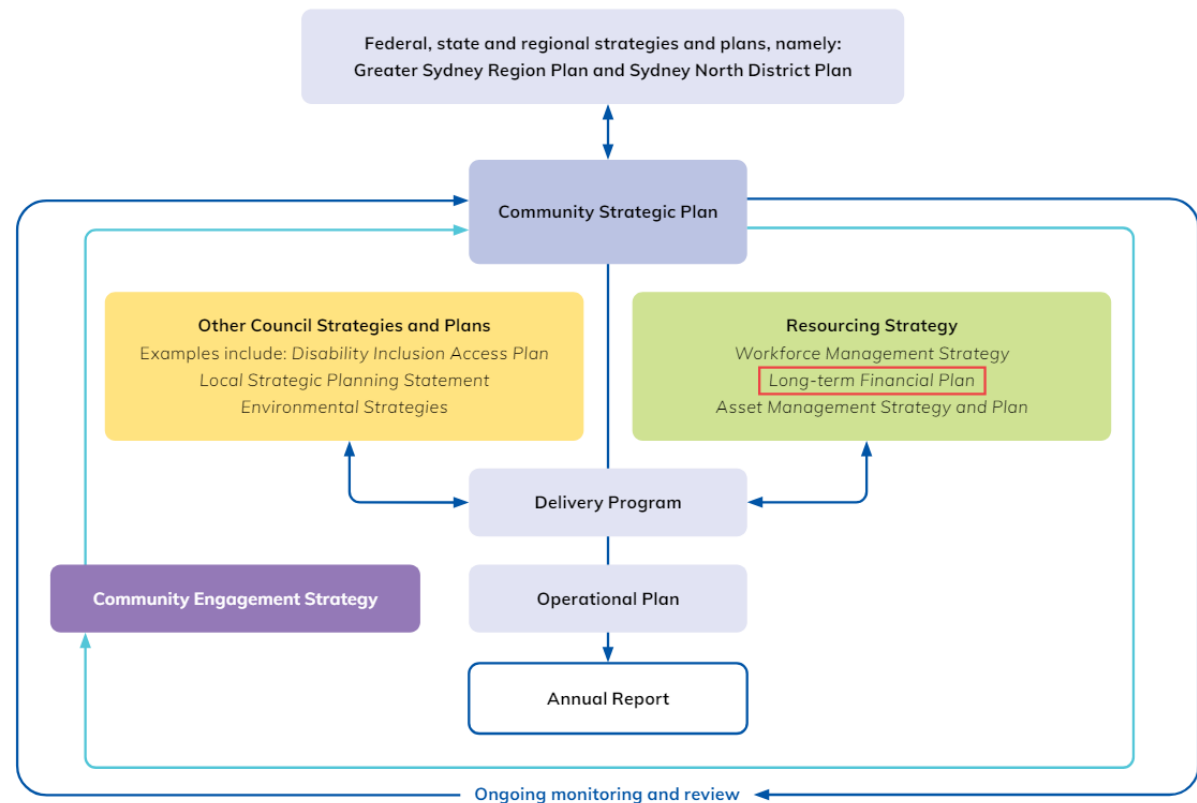 Federal, state and regional strategies and plans, namely:
Greater Sydney Region Plan and Sydney North District Plan
Community Strategic Plan
Other Council Strategies and Plans
Examples include: Disability Inclusion Access Plan
Local Strategic Planning Statement
Environmental Strategies
Resourcing Strategy
Workforce Management Strategy
Long-term Financial Plan
Asset Management Strategy and Plan
Delivery Program
Community Engagement Strategy
Operational Plan
Annual Report
Ongoing monitoring and review